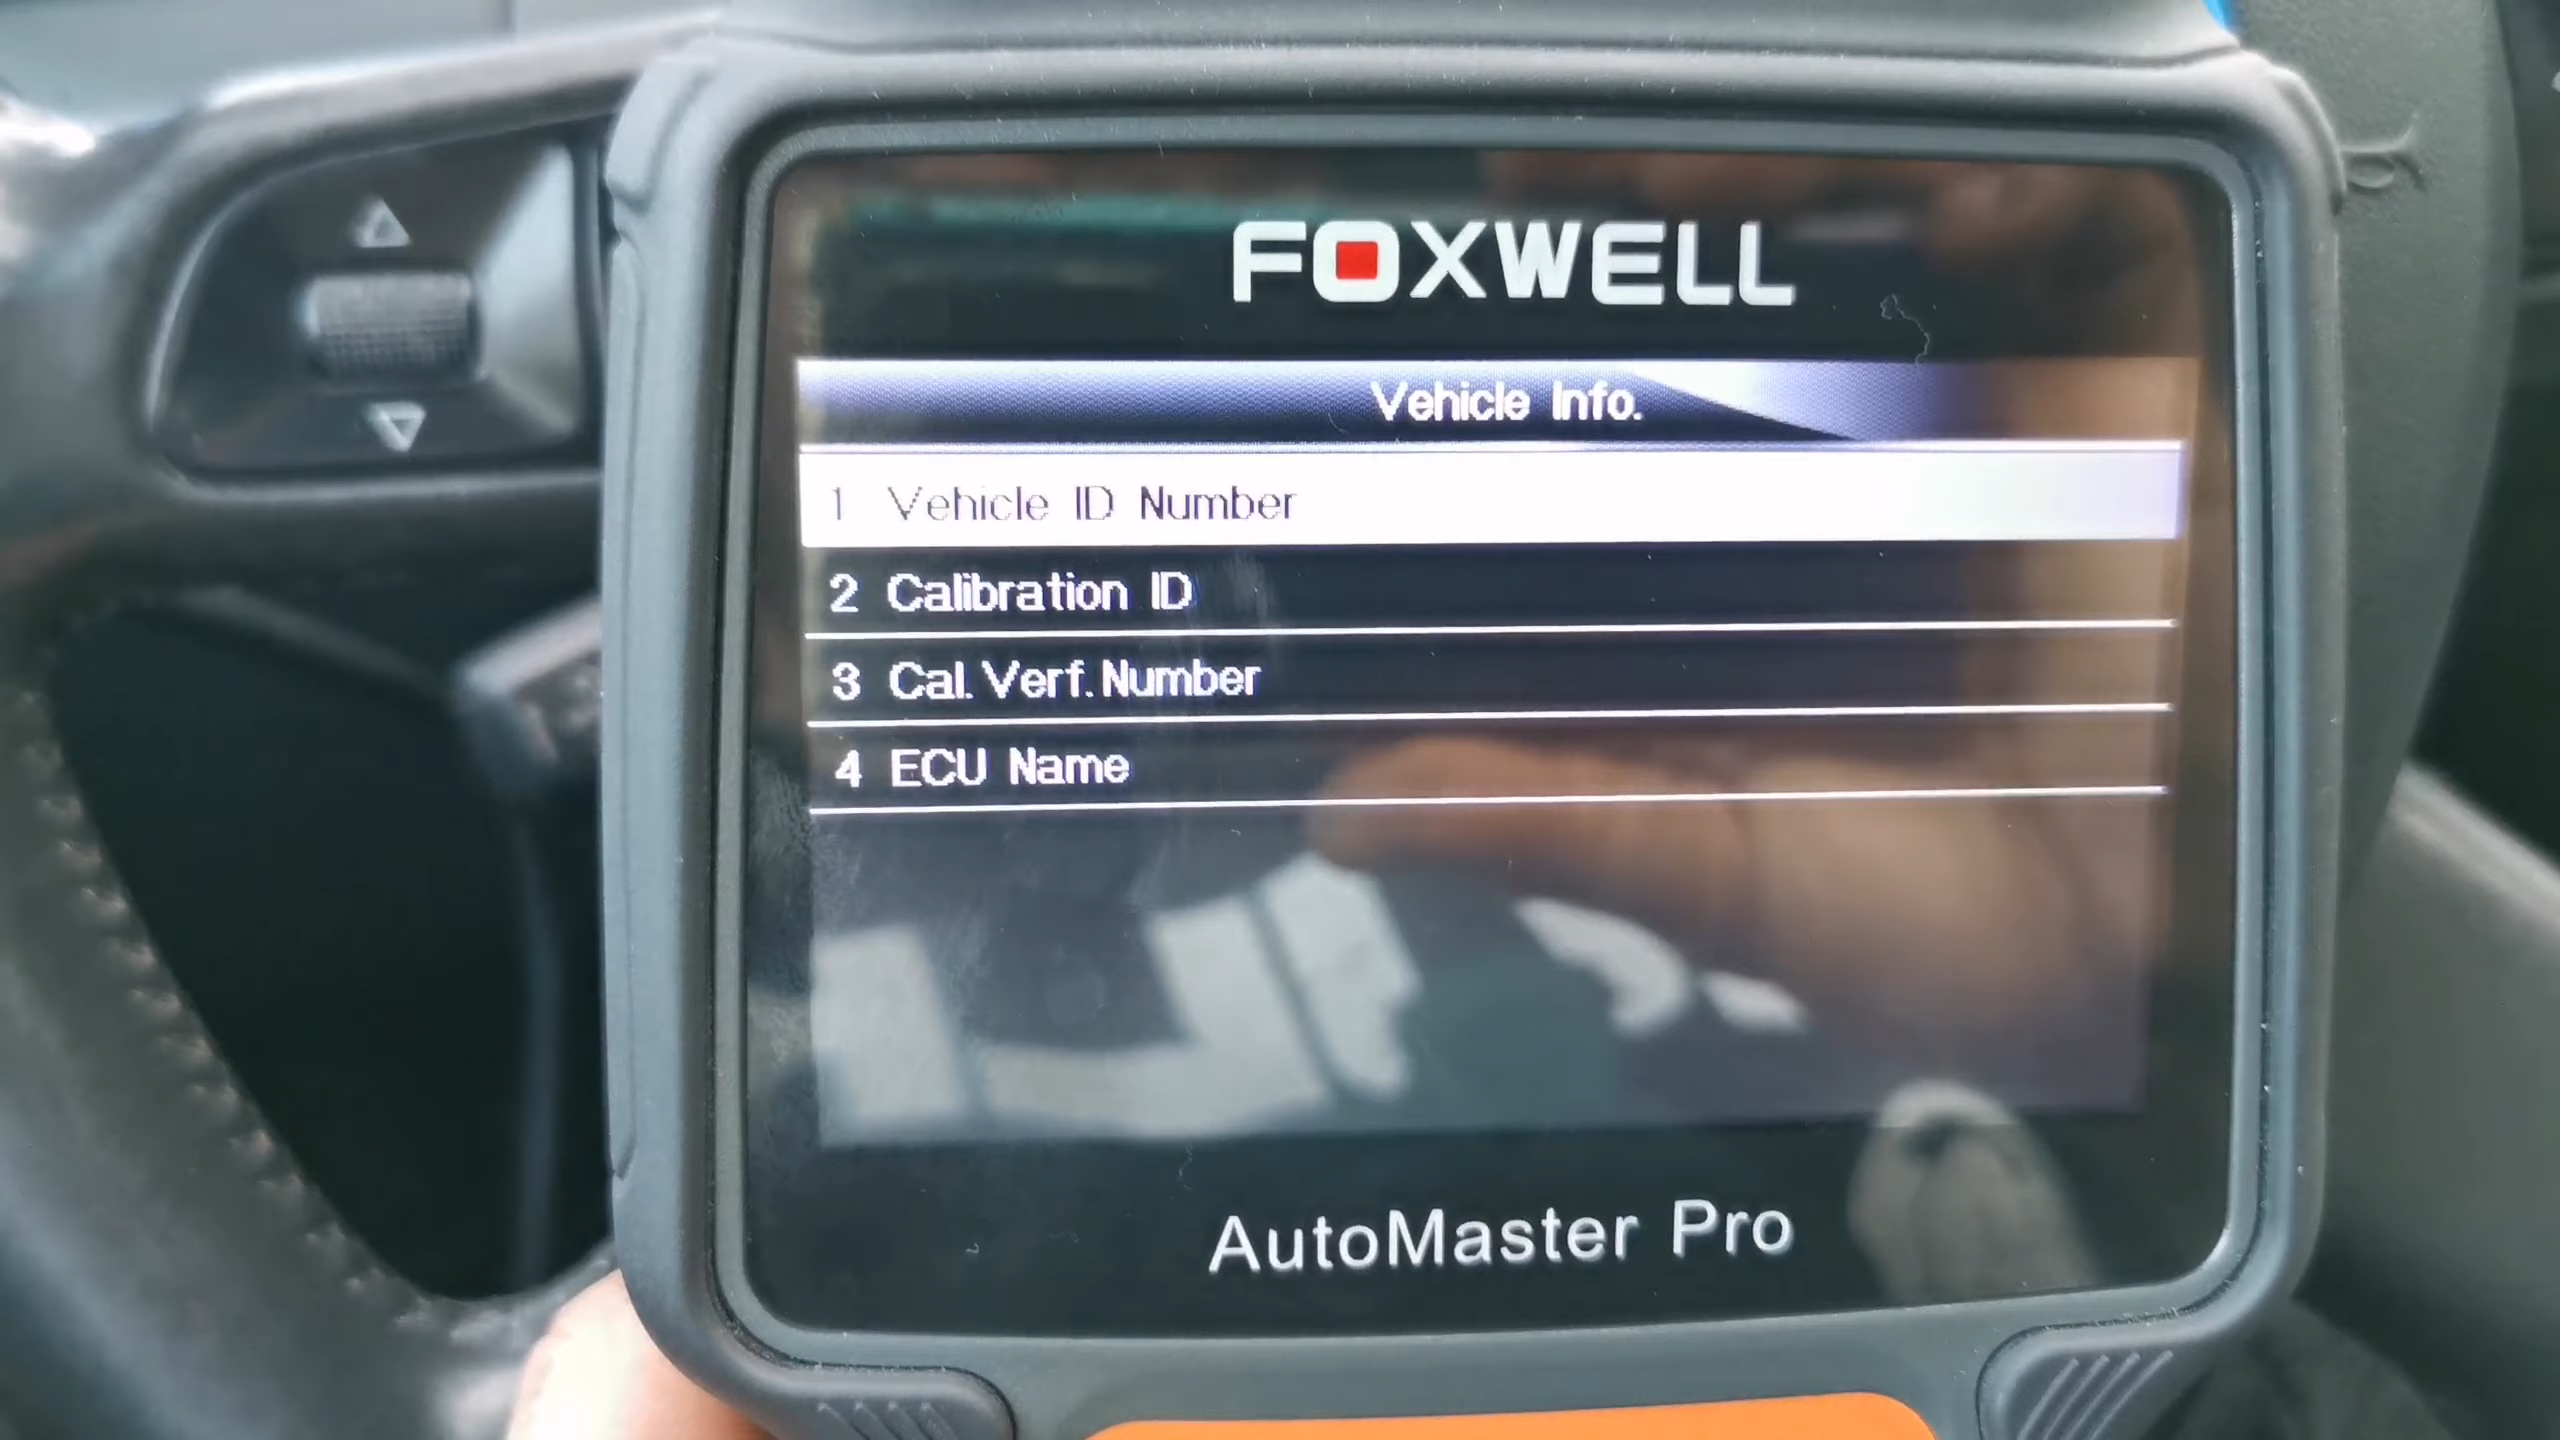 FOXWELL
Vehicle Info.
1 Vehicle ID Number
2 Calibration ID
3 Cal. Verf. Number
4 ECU Name
AutoMaster Pro